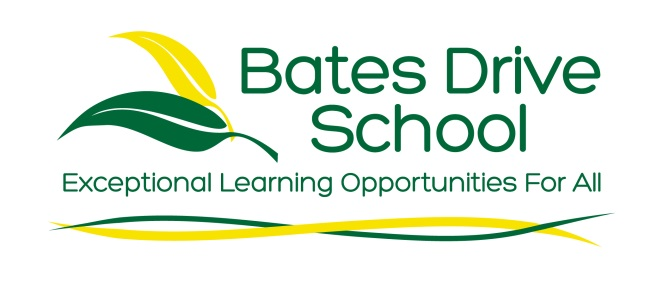 Bates Drive
School
Exceptional Learning Opportunities For All